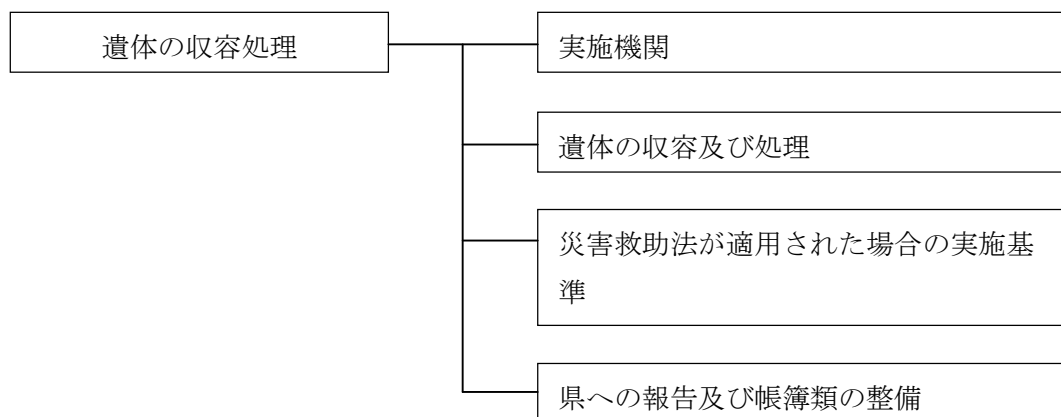 遺体の収容処理
実施機関
遺体の収容及び処理
災害救助法が適用された場合の実施基
準
県への報告及び帳簿類の整備